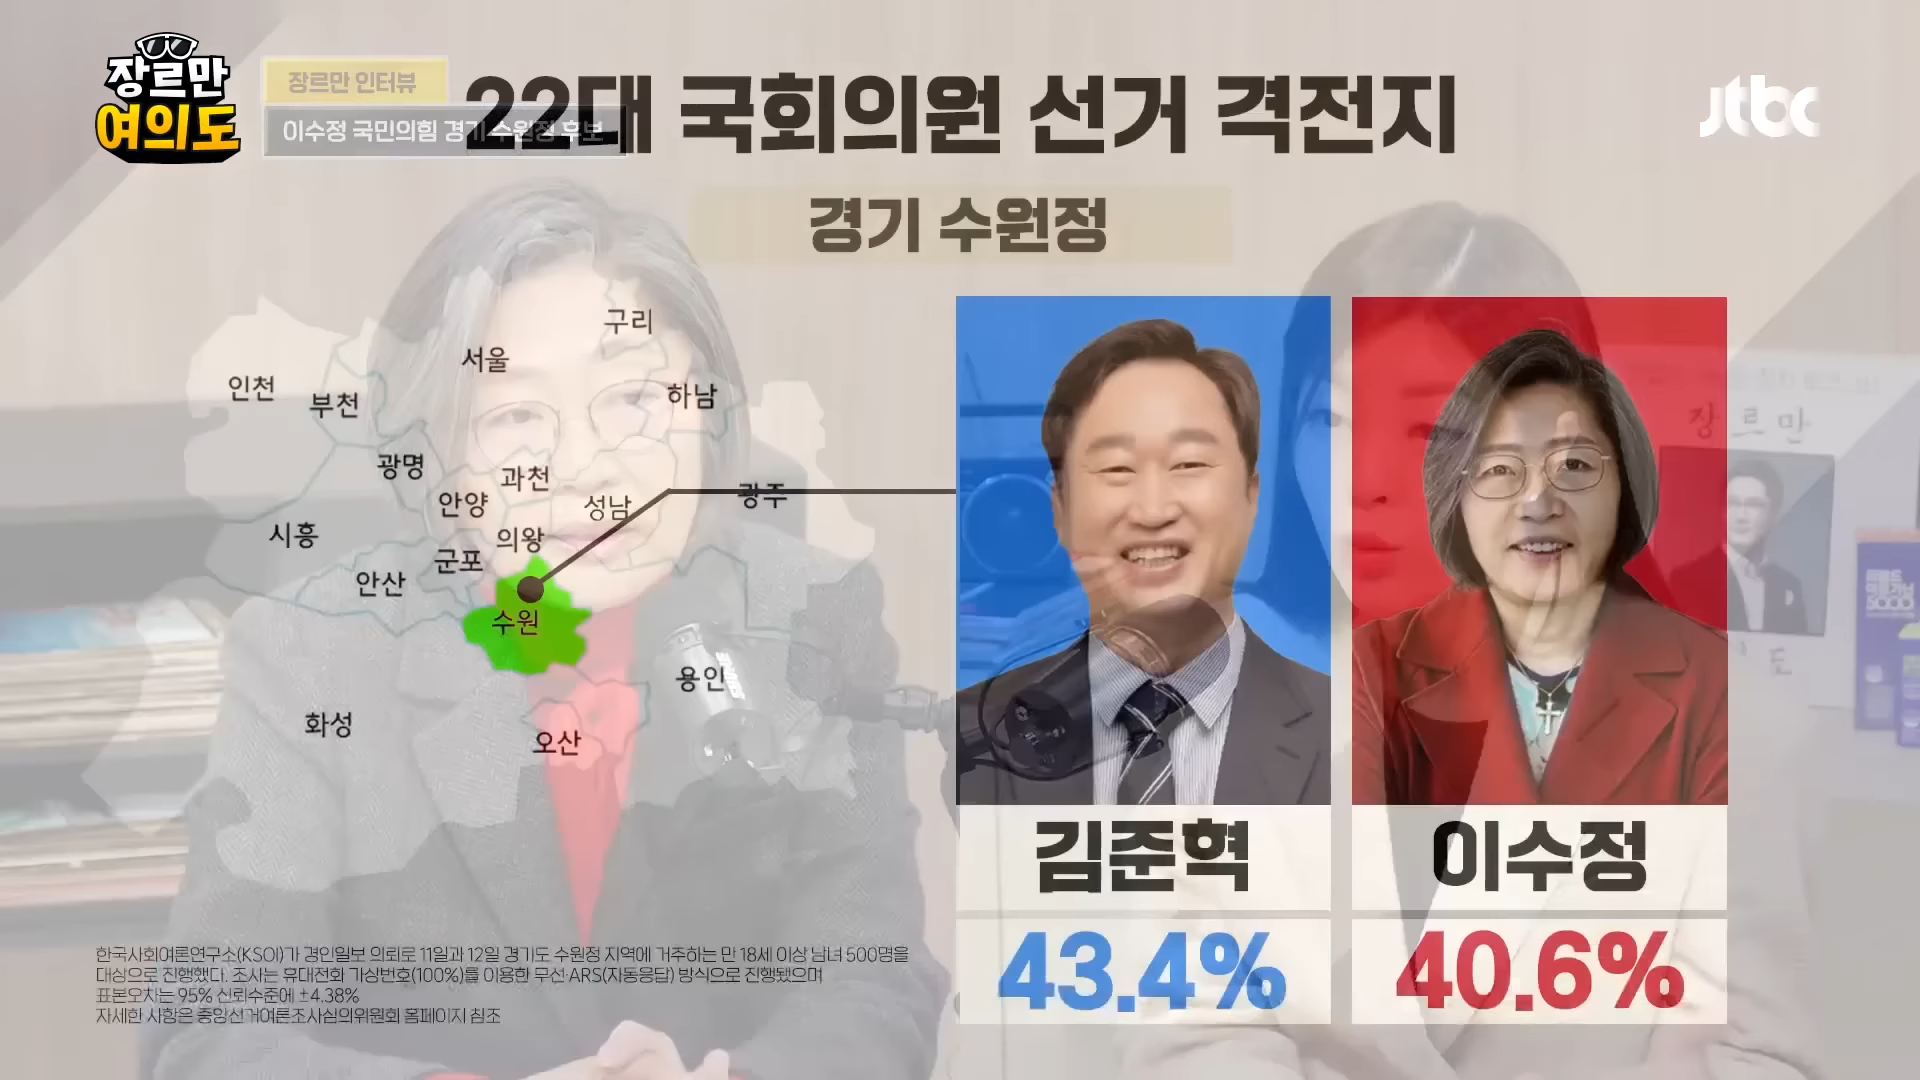 장르만
여의도
장르만 인터뷰
이수정 국민의힘 경기 수원정 후보
22대 국회의원 선거 격전지
jtbc
경기 수원정
구리
서울
인천
부천
하남
광명
과천
안양
성남
광주
시흥
의왕
군포
안산
수원
용인
화성
오산
장르만
도
김준혁
이수정
43.4%
40.6%
한국사회여론연구소(KSOI)가 경인일보 의뢰로 11일과 12일 경기도 수원정 지역에 거주하는 만 18세 이상 남녀 500명을
대상으로 진행했다. 조사는 휴대전화 가상번호(100%)를 이용한 무선·ARS(자동응답) 방식으로 진행됐으며
표본오차는 95% 신뢰수준에 ±4.38%
자세한 사항은 중앙선거여론조사심의위원회 홈페이지 참조